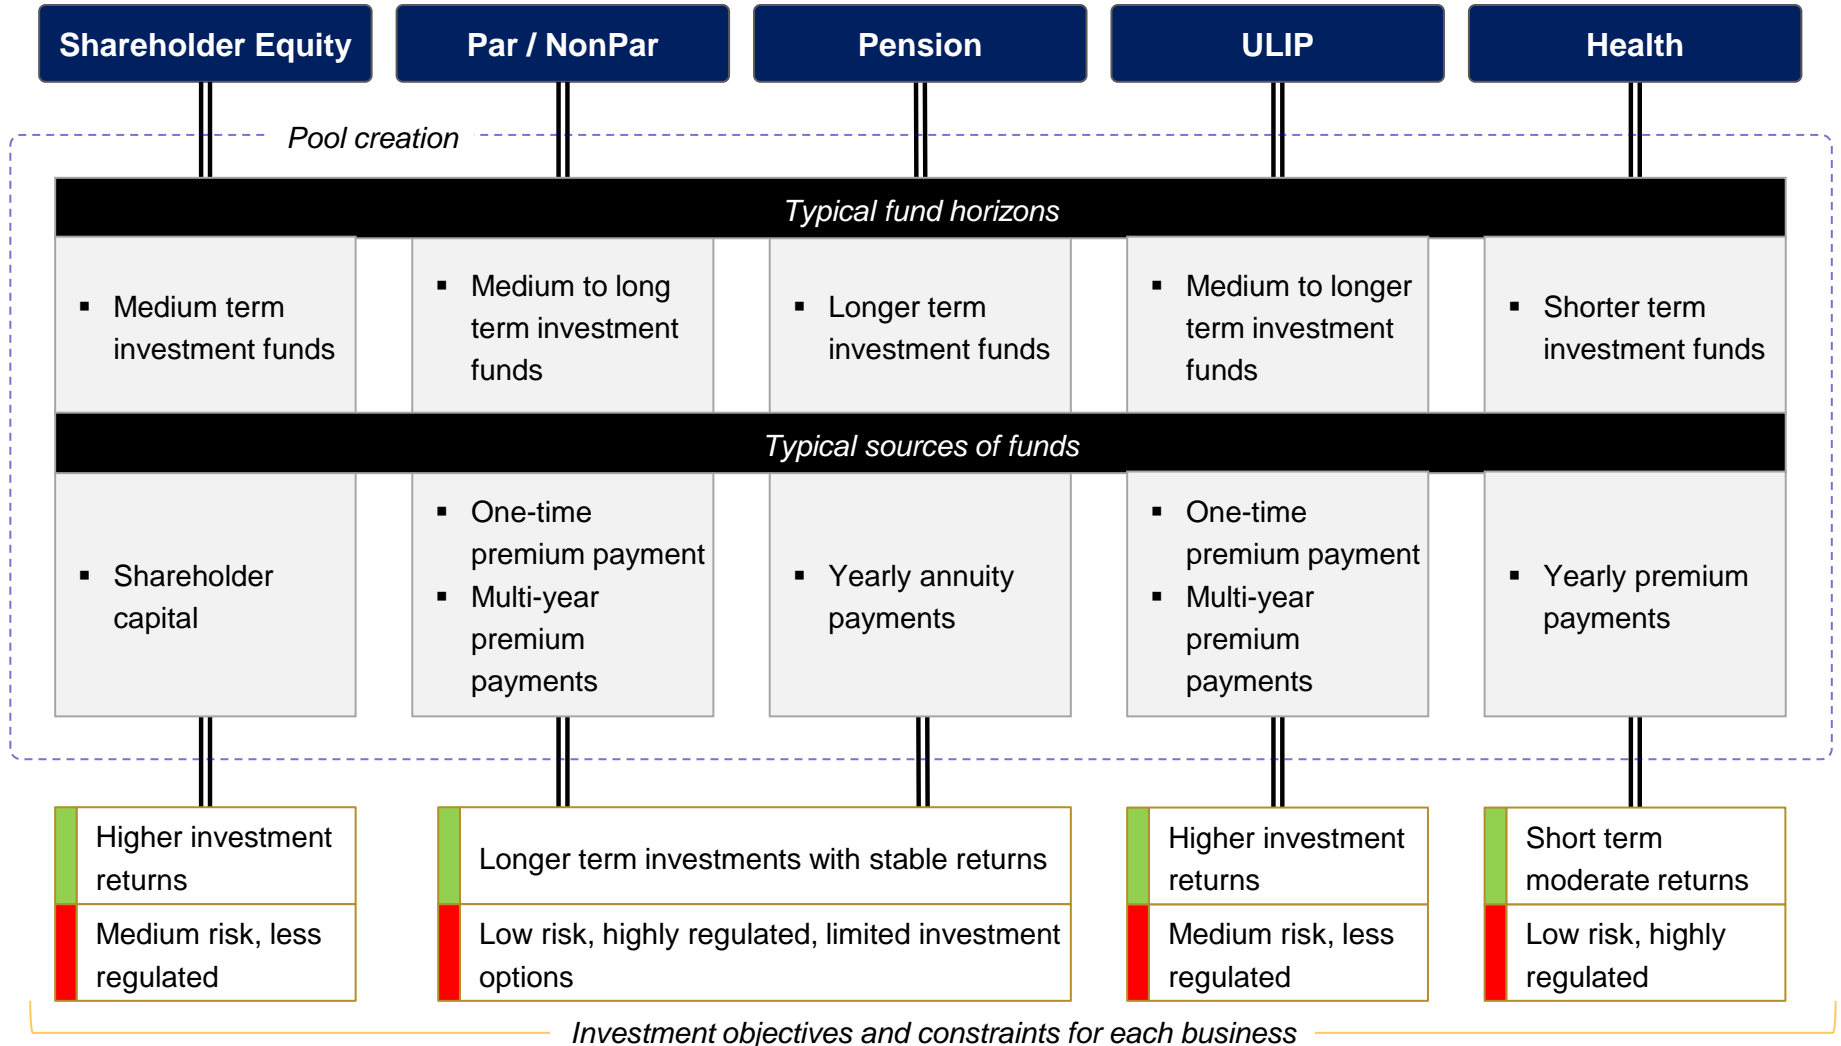 Shareholder Equity
Par / NonPar
Pension
ULIP
Health
Pool creation
Typical fund horizons
▪ Medium term
investment funds
▪ Medium to long
term investment
funds
▪ Longer term
investment funds
▪ Medium to longer
term investment
funds
▪ Shorter term
investment funds
Typical sources of funds
▪ Shareholder
capital
▪ One-time
premium payment
▪ Multi-year
premium
payments
▪ Yearly annuity
payments
▪ One-time
premium payment
▪ Multi-year
premium
payments
▪ Yearly premium
payments
Higher investment
returns
Longer term investments with stable returns
Higher investment
returns
Short term
moderate returns
Medium risk, less
regulated
Low risk, highly regulated, limited investment
options
Medium risk, less
regulated
Low risk, highly
regulated
Investment objectives and constraints for each business